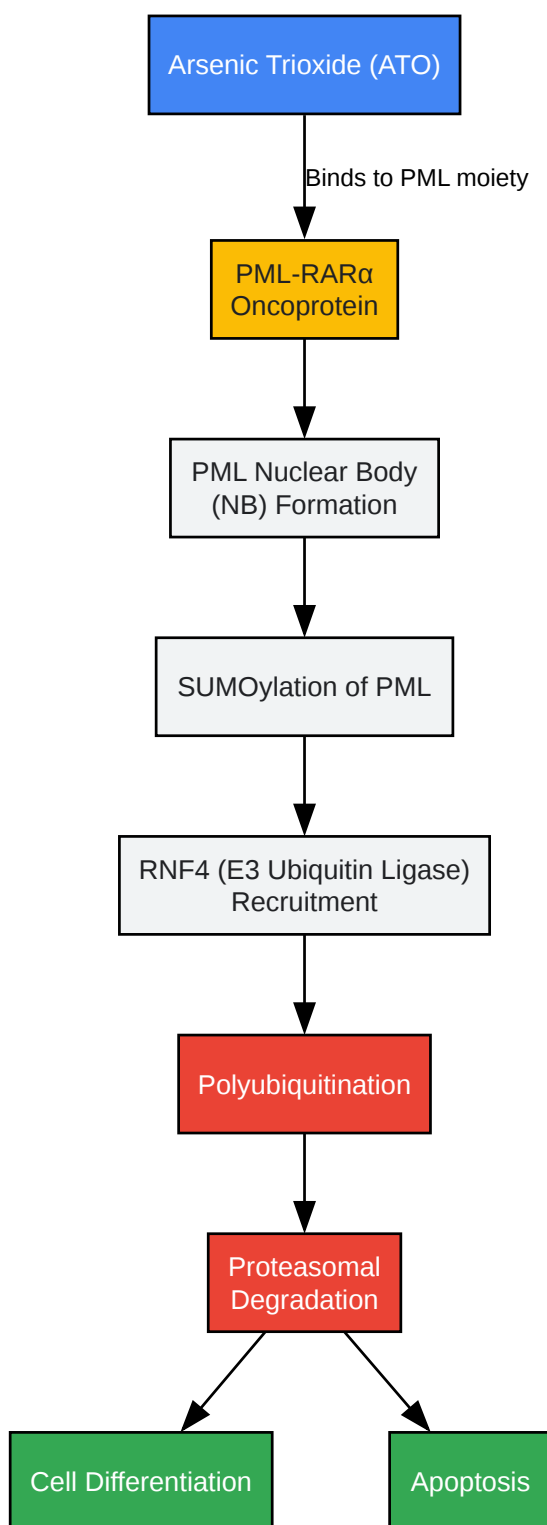 Arsenic Trioxide (ATO)
Binds to PML moiety
PML-RARα
Oncoprotein
PML Nuclear Body
(NB) Formation
SUMOylation of PML
RNF4 (E3 Ubiquitin Ligase)
Recruitment
Polyubiquitination
Proteasomal
Degradation
Cell Differentiation
Apoptosis